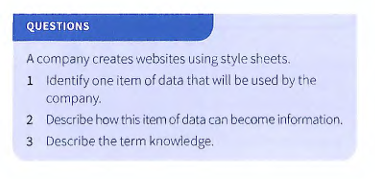 QUESTIONS
A company creates websites using style sheets.
1 Identify one item of data that will be used by the
company.
2 Describe how this item of data can become information.
3 Describe the term knowledge.